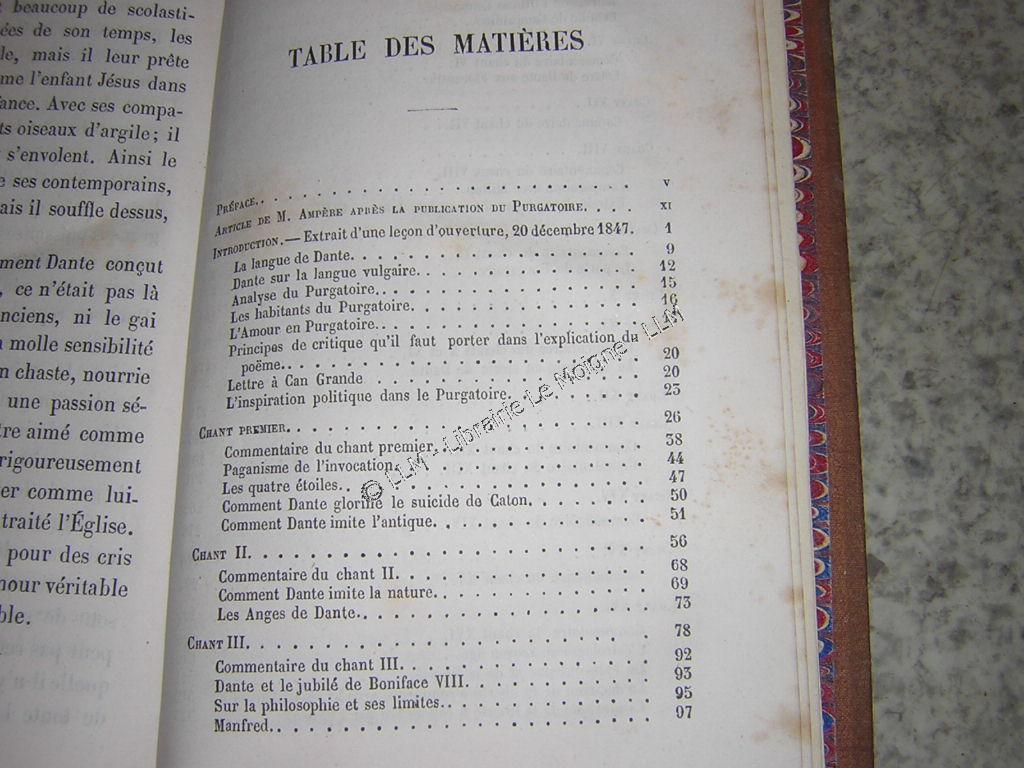 beaucoup de scolasti-
ées de son temps, les
le, mais il leur prête
me l'enfant Jésus dans
fance. Avec ses compa-
ts oiseaux d'argile; il
s'envolent. Ainsi le
e ses contemporains,
ais il souffle dessus,
ment Dante conçut
, ce n'était pas là
nciens, ni le gai
molle sensibilité
n chaste, nourrie
une passion sé-
tre aimé comme
rigoureusement
er comme lui-
traité l'Église.
pour des cris
mour véritable
ble.
TABLE DES MATIÈRES
PRÉFACE. . . . . . . . . . . . . . . . . . . . . V
ARTICLE DE M. AMPÈRE APRÈS LA PUBLICATION DU PURGATOIRE. . . . XI
INTRODUCTION. — Extrait d'une leçon d'ouverture, 20 décembre 1847. 1
La langue de Dante. . . . . . . . . . . . . . . 9
Dante sur la langue vulgaire. . . . . . . . . . . . 12
Analyse du Purgatoire. . . . . . . . . . . . . . 15
Les habitants du Purgatoire. . . . . . . . . . . . 16
L'Amour en Purgatoire. . . . . . . . . . . . . .
Principes de critique qu'il faut porter dans l'explication du
poëme. . . . . . . . . . . . . . . . . . . 20
Lettre à Can Grande . . . . . . . . . . . . . . 20
L'inspiration politique dans le Purgatoire. . . . . . . 23
CHANT PREMIER. . . . . . . . . . . . . . . . . . 26
Commentaire du chant premier. . . . . . . . . . . 38
Paganisme de l'invocation. . . . . . . . . . . . . 44
Les quatre étoiles. . . . . . . . . . . . . . . . 47
Comment Dante glorifie le suicide de Caton. . . . . . . 50
Comment Dante imite l'antique. . . . . . . . . . . 51
CHANT II. . . . . . . . . . . . . . . . . . . . 56
Commentaire du chant II. . . . . . . . . . . . . 68
Comment Dante imite la nature. . . . . . . . . . . 69
Les Anges de Dante. . . . . . . . . . . . . . . 73
CHANT III. . . . . . . . . . . . . . . . . . . . 78
Commentaire du chant III. . . . . . . . . . . . . 92
Dante et le jubilé de Boniface VIII. . . . . . . . . . 93
Sur la philosophie et ses limites. . . . . . . . . . . 95
Manfred. . . . . . . . . . . . . . . . . . . . 97
© LLM - Librairie Le Moigne LLM